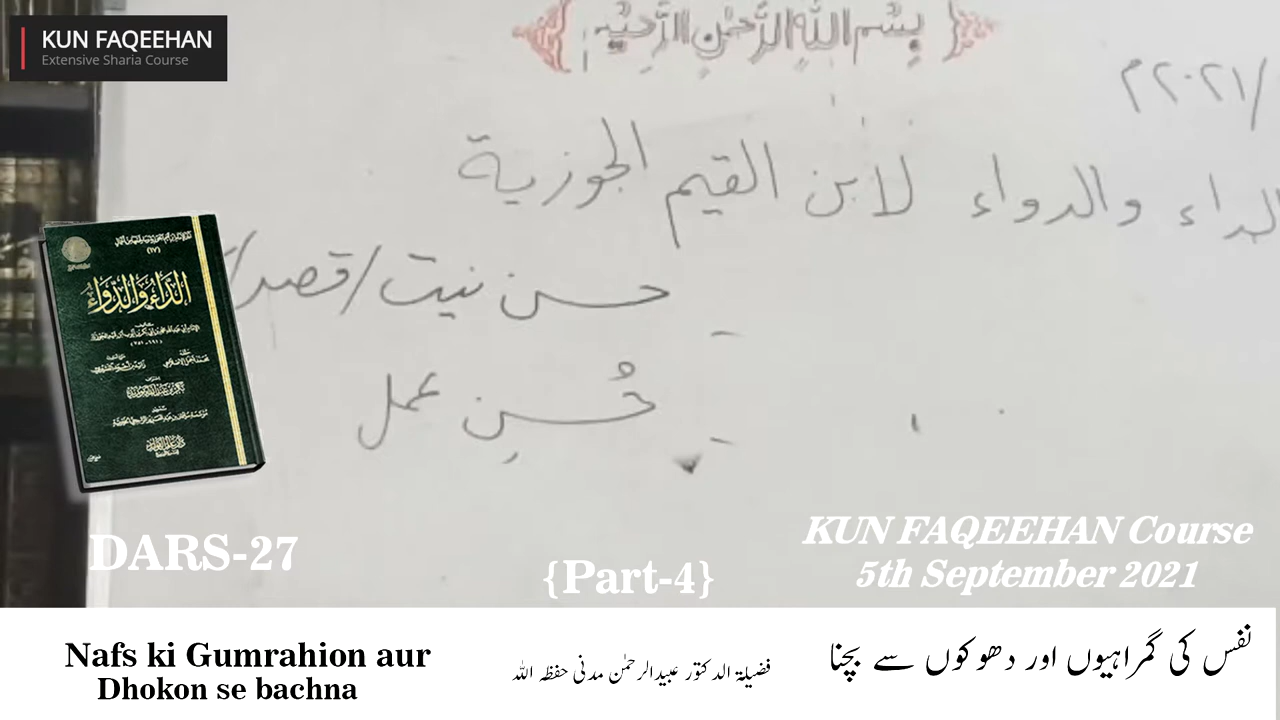 KUN FAQEEHAN
Extensive Sharia Course
بسم الله الرحمن الرحيم
/٢٠٢١م
الداء والدواء لابن القيم الجوزية
حسن نیت/قصد/
حُسنِ عمل
الداء والدواء
DARS-27
{Part-4}
KUN FAQEEHAN Course
5th September 2021
Nafs ki Gumrahion aur
Dhokon se bachna
فضیلۃ الدکتور عبیدالرحمٰن مدنی حفظہ اللہ
نفس کی گمراہیوں اور دھوکوں سے بچنا